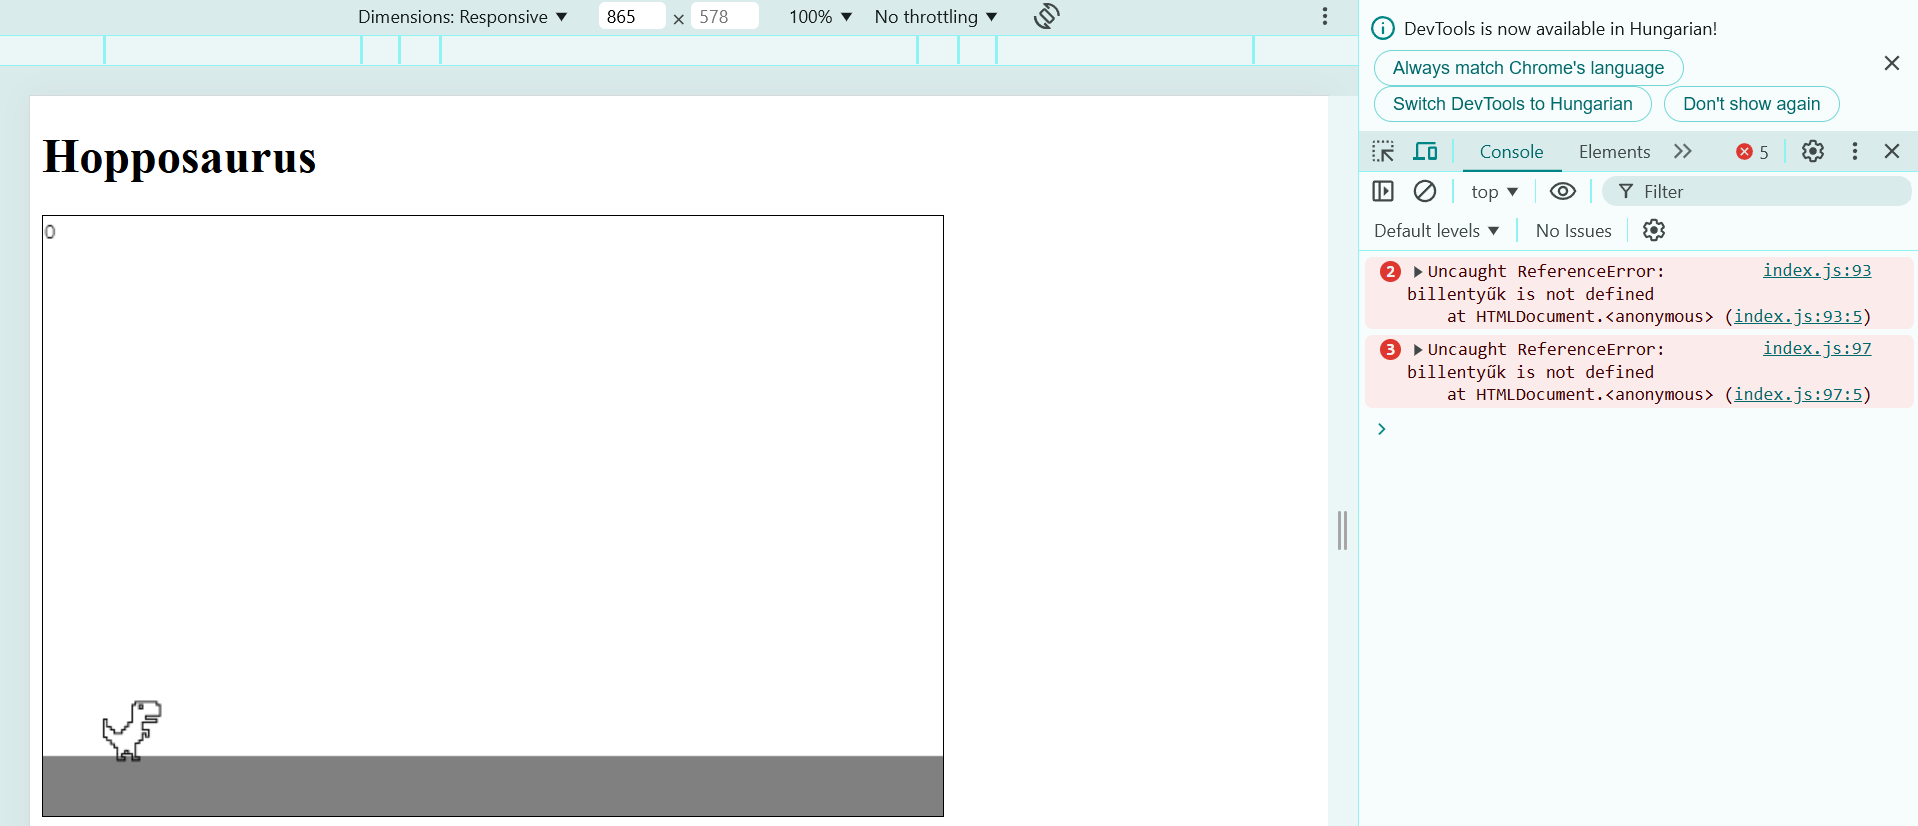 Dimensions: Responsive ▼ 865 × 578 100% ▼ No throttling ▼
Hopposaurus
0
DevTools is now available in Hungarian!
Always match Chrome's language
Switch DevTools to Hungarian Don't show again
Console Elements 5
top ▼ Filter
Default levels ▼ No Issues
2 Uncaught ReferenceError: index.js:93
billentyűk is not defined
at HTMLDocument.<anonymous> (index.js:93:5)
3 Uncaught ReferenceError: index.js:97
billentyűk is not defined
at HTMLDocument.<anonymous> (index.js:97:5)